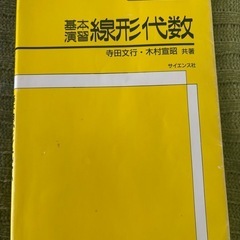 基本演習 線形代数
寺田文行・木村宣昭 共著
サイエンス社